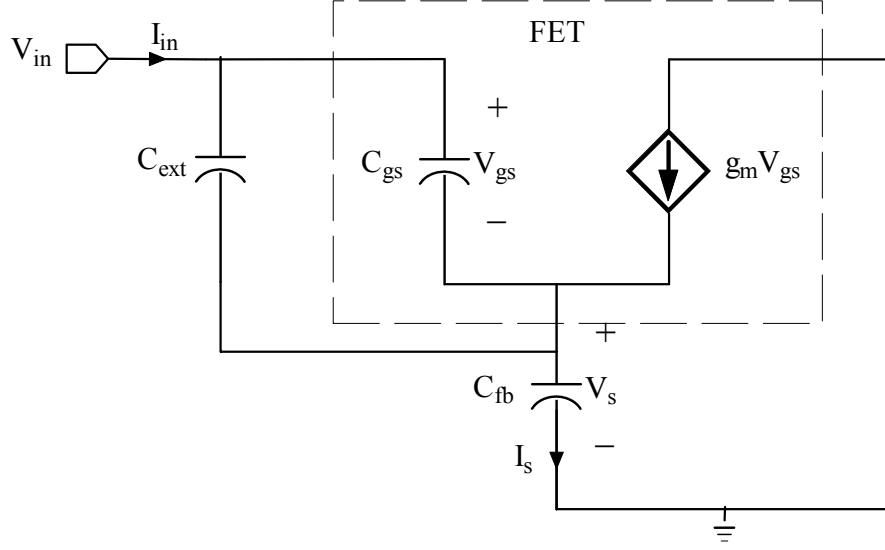 FET
V_in
I_in
C_ext
C_gs
+
V_gs
−
g_mV_gs
+
C_fb
V_s
−
I_s